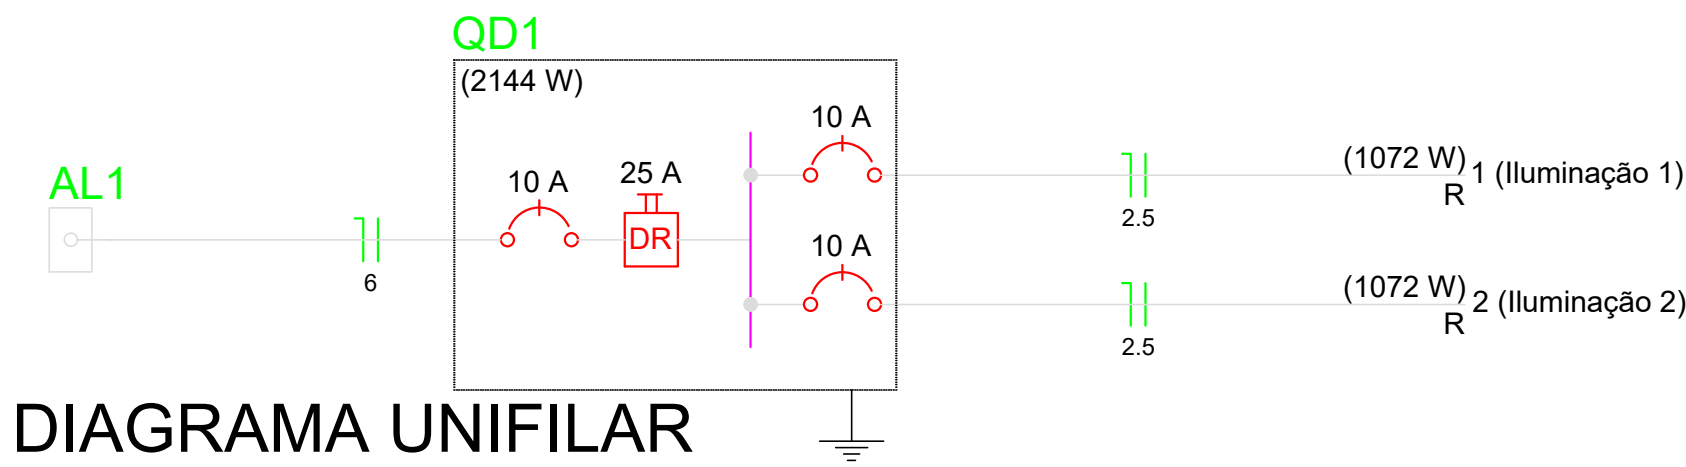 QD1
(2144 W)
10 A
AL1
10 A
25 A
DR
6
(1072 W)
R
1 (Iluminação 1)
2.5
10 A
(1072 W)
R
2 (Iluminação 2)
2.5
DIAGRAMA UNIFILAR